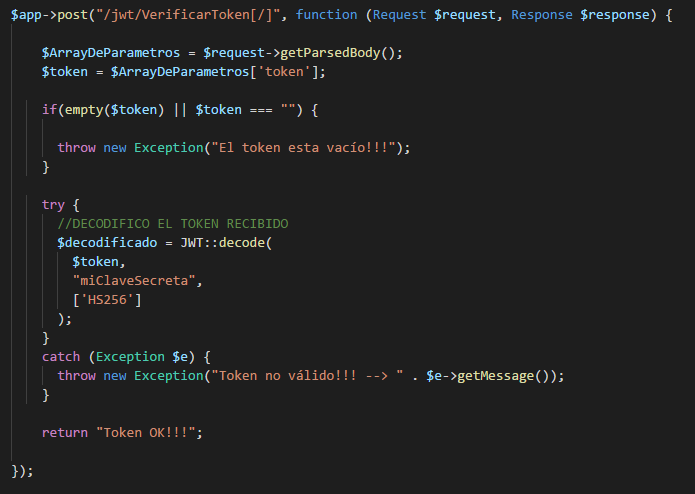 $app->post("/jwt/VerificarToken[/]", function (Request $request, Response $response) {
$ArrayDeParametros = $request->getParsedBody();
$token = $ArrayDeParametros['token'];
if(empty($token) || $token === "") {
throw new Exception("El token esta vacío!!!");
}
try {
//DECODIFICO EL TOKEN RECIBIDO
$decodificado = JWT::decode(
$token,
"miClaveSecreta",
['HS256']
);
}
catch (Exception $e) {
throw new Exception("Token no válido!!! --> " . $e->getMessage());
}
return "Token OK!!!";
});